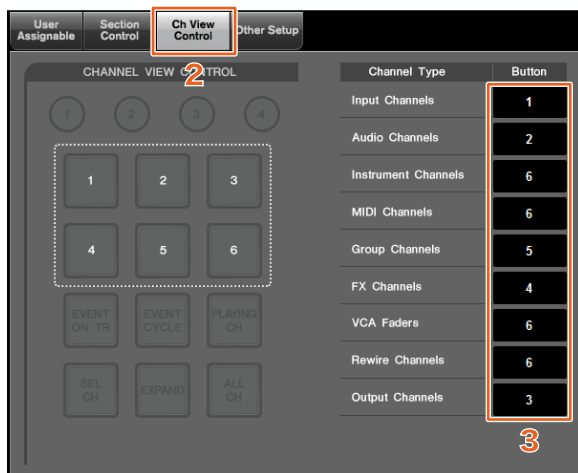 User Assignable
Section Control
Ch View Control
Other Setup
2
CHANNEL VIEW CONTROL
1 2 3 4
1 2 3
4 5 6
EVENT ON TR
EVENT CYCLE
PLAYING CH
SEL CH
EXPAND
ALL CH
Channel Type Button
Input Channels 1
Audio Channels 2
Instrument Channels 6
MIDI Channels 6
Group Channels 5
FX Channels 4
VCA Faders 6
Rewire Channels 6
Output Channels 3
3